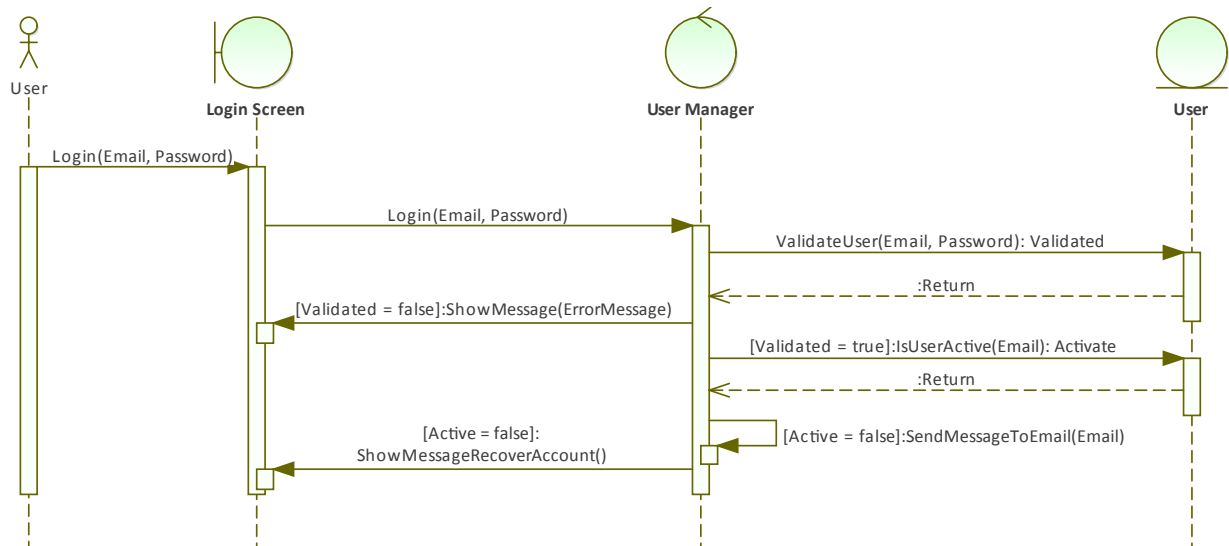 User
Login Screen
User Manager
User
Login(Email, Password)
Login(Email, Password)
ValidateUser(Email, Password): Validated
:Return
[Validated = false]:ShowMessage(ErrorMessage)
[Validated = true]:IsUserActive(Email): Activate
:Return
[Active = false]:SendMessageToEmail(Email)
[Active = false]:
ShowMessageRecoverAccount()